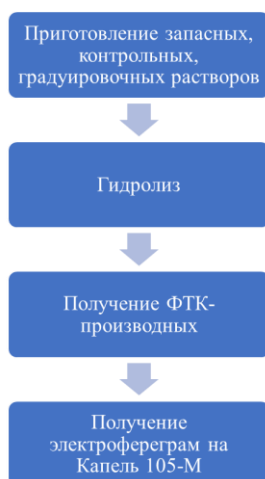 Приготовление запасных,
контрольных,
градуировочных растворов
Гидролиз
Получение ФТК-
производных
Получение
электрофереграм на
Капель 105-М